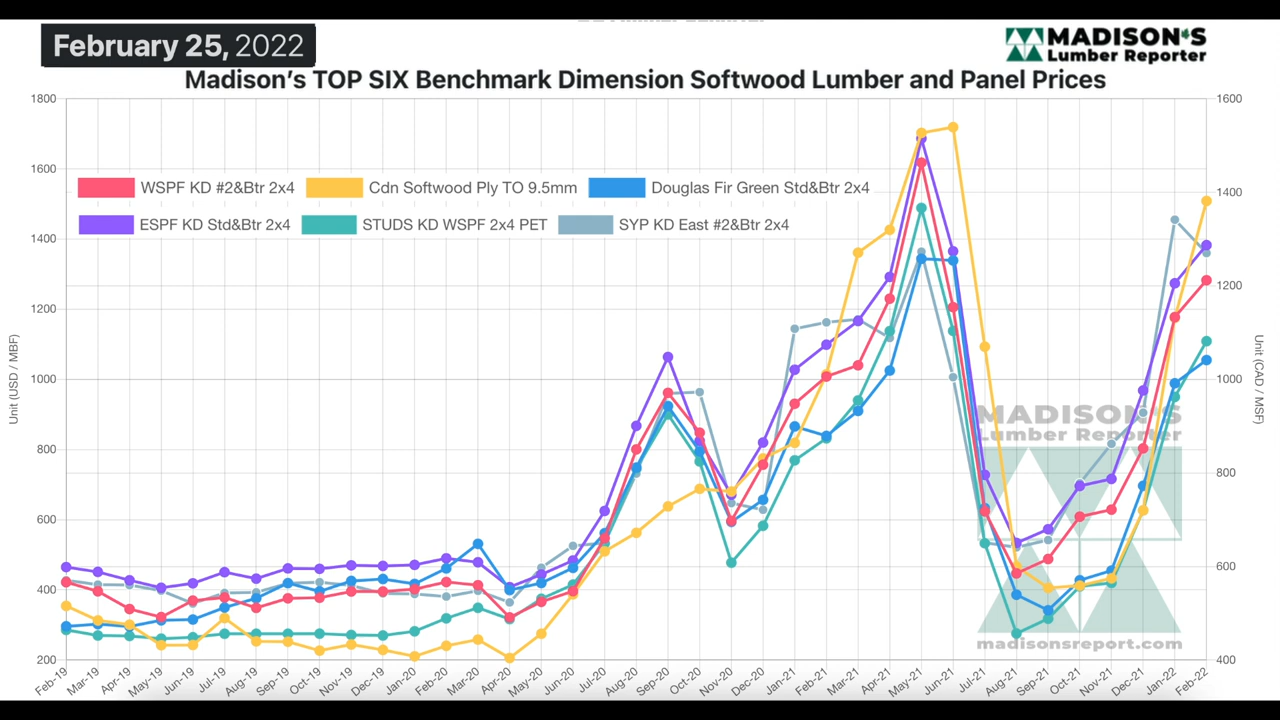 February 25, 2022
MADISON'S
Lumber Reporter
Madison's TOP SIX Benchmark Dimension Softwood Lumber and Panel Prices
1800
1600
1400
1200
1000
800
600
400
200
Unit (USD / MBF)
WSPF KD #2&Btr 2x4
Cdn Softwood Ply TO 9.5mm
Douglas Fir Green Std&Btr 2x4
ESPF KD Std&Btr 2x4
STUDS KD WSPF 2x4 PET
SYP KD East #2&Btr 2x4
1600
1400
1200
1000
800
600
400
Unit (CAD / MSF)
MADISON'S
Lumber Reporter
madisonsreport.com
Feb-19
Mar-19
Apr-19
May-19
Jun-19
Jul-19
Aug-19
Sep-19
Oct-19
Nov-19
Dec-19
Jan-20
Feb-20
Mar-20
Apr-20
May-20
Jun-20
Jul-20
Aug-20
Sep-20
Oct-20
Nov-20
Dec-20
Jan-21
Feb-21
Mar-21
Apr-21
May-21
Jun-21
Jul-21
Aug-21
Sep-21
Oct-21
Nov-21
Dec-21
Jan-22
Feb-22